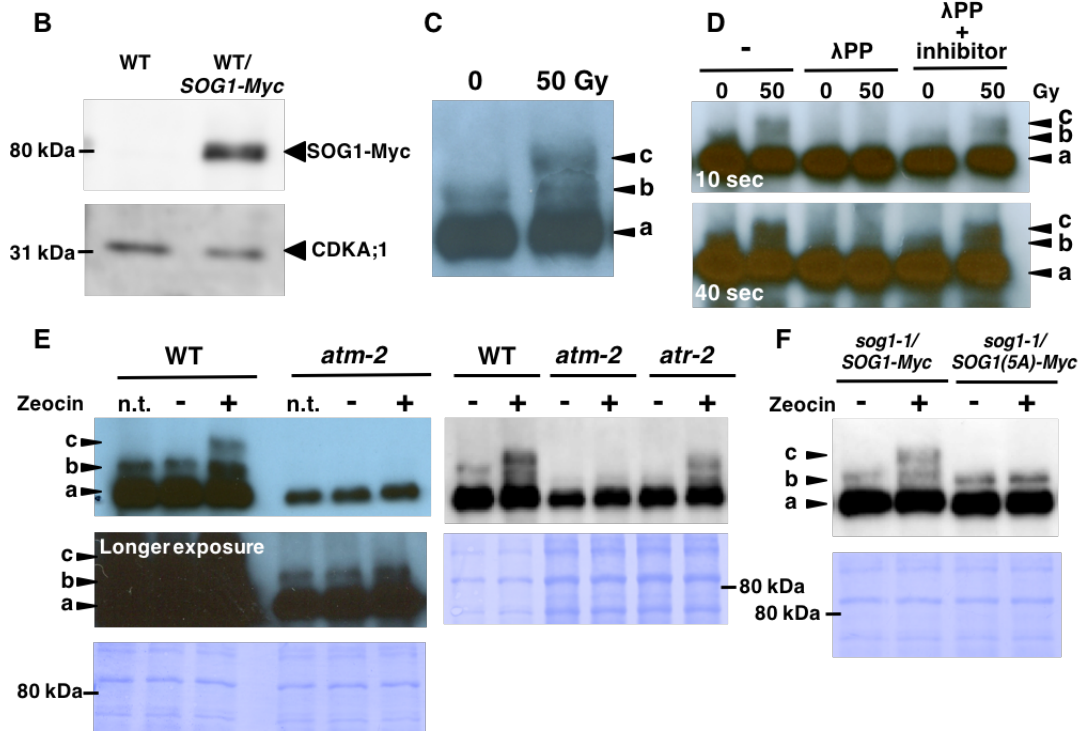 B
WT
WT/
SOG1-Myc
80 kDa
SOG1-Myc
31 kDa
CDKA;1
C
0 50 Gy
c
b
a
D
- λPP λPP
+
inhibitor
0 50 0 50 0 50 Gy
c
b
a
10 sec
c
b
a
40 sec
E
WT atm-2
Zeocin n.t. - + n.t. - +
c
b
a
Longer exposure
c
b
a
80 kDa
WT atm-2 atr-2
- + - + - +
80 kDa
F
sog1-1/
SOG1-Myc
sog1-1/
SOG1(5A)-Myc
Zeocin - + - +
c
b
a
80 kDa